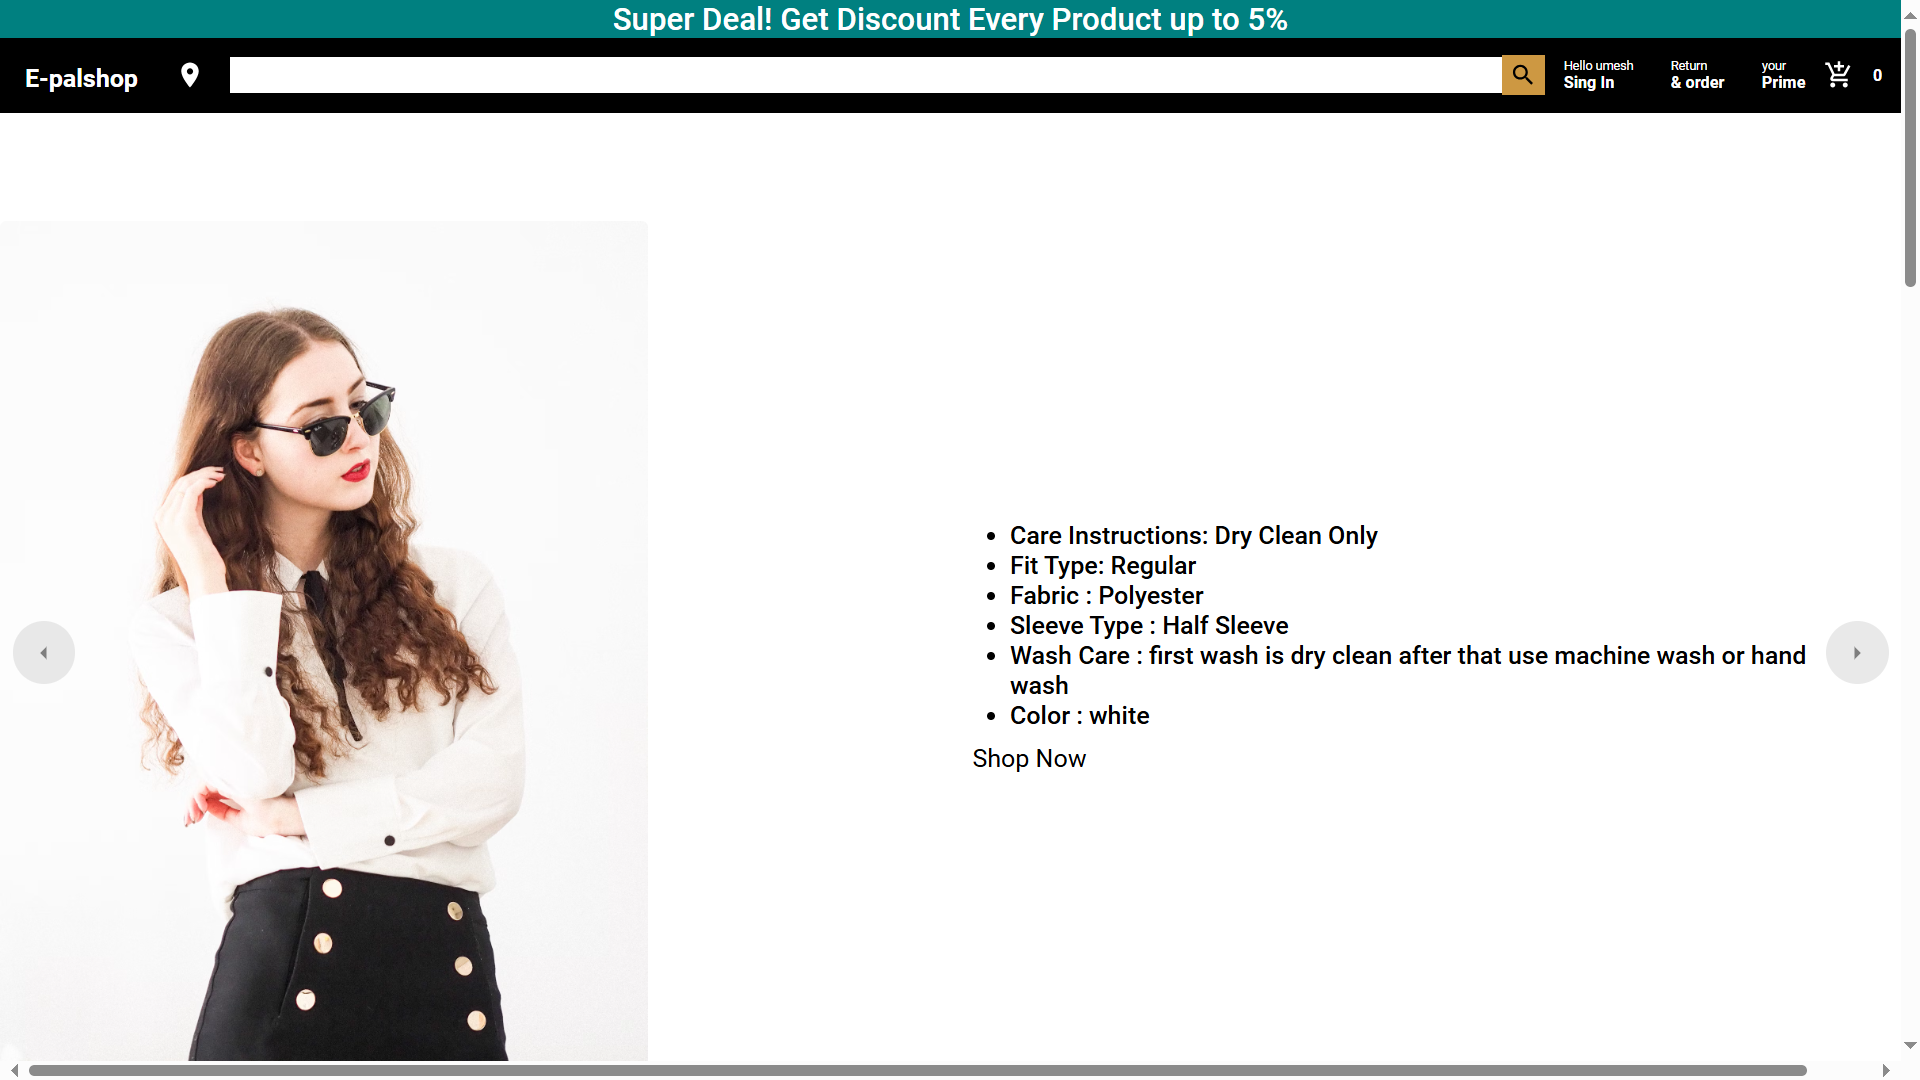 Super Deal! Get Discount Every Product up to 5%
E-palshop
Hello umesh
Sing In
Return
& order
your
Prime
0
Care Instructions: Dry Clean Only
Fit Type: Regular
Fabric : Polyester
Sleeve Type : Half Sleeve
Wash Care : first wash is dry clean after that use machine wash or hand
wash
Color : white
Shop Now